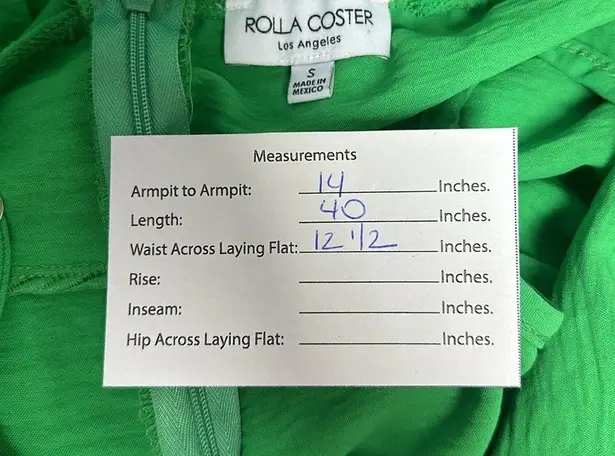 ROLLA COSTER
Los Angeles
S
MADE IN
MEXICO
Measurements
Armpit to Armpit: 14 Inches.
Length: 40 Inches.
Waist Across Laying Flat: 12 1/2 Inches.
Rise: Inches.
Inseam: Inches.
Hip Across Laying Flat: Inches.